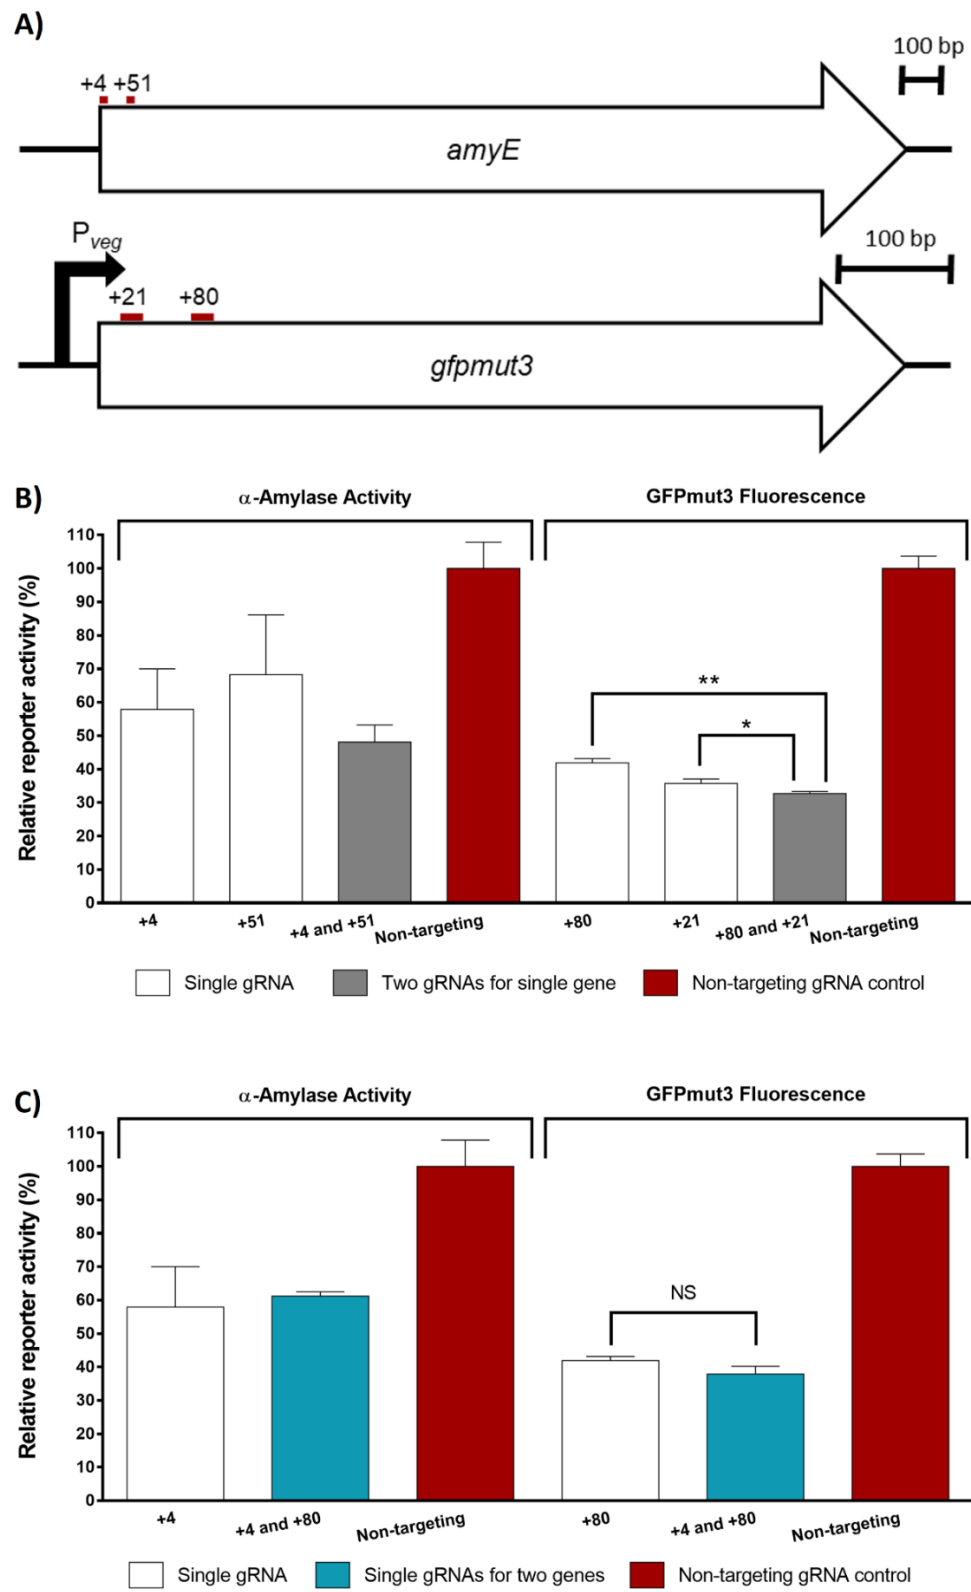 A)
100 bp
+4 +51
amyE
Pveg
100 bp
+21 +80
gfpmut3
B)
α-Amylase Activity GFPmut3 Fluorescence
Relative reporter activity (%)
110
100
90
80
70
60
50
40
30
20
10
0
**
*
+4 +51 +4 and +51 Non-targeting +80 +21 +80 and +21 Non-targeting
Single gRNA Two gRNAs for single gene Non-targeting gRNA control
C)
α-Amylase Activity GFPmut3 Fluorescence
Relative reporter activity (%)
110
100
90
80
70
60
50
40
30
20
10
0
NS
+4 +4 and +80 Non-targeting +80 +4 and +80 Non-targeting
Single gRNA Single gRNAs for two genes Non-targeting gRNA control